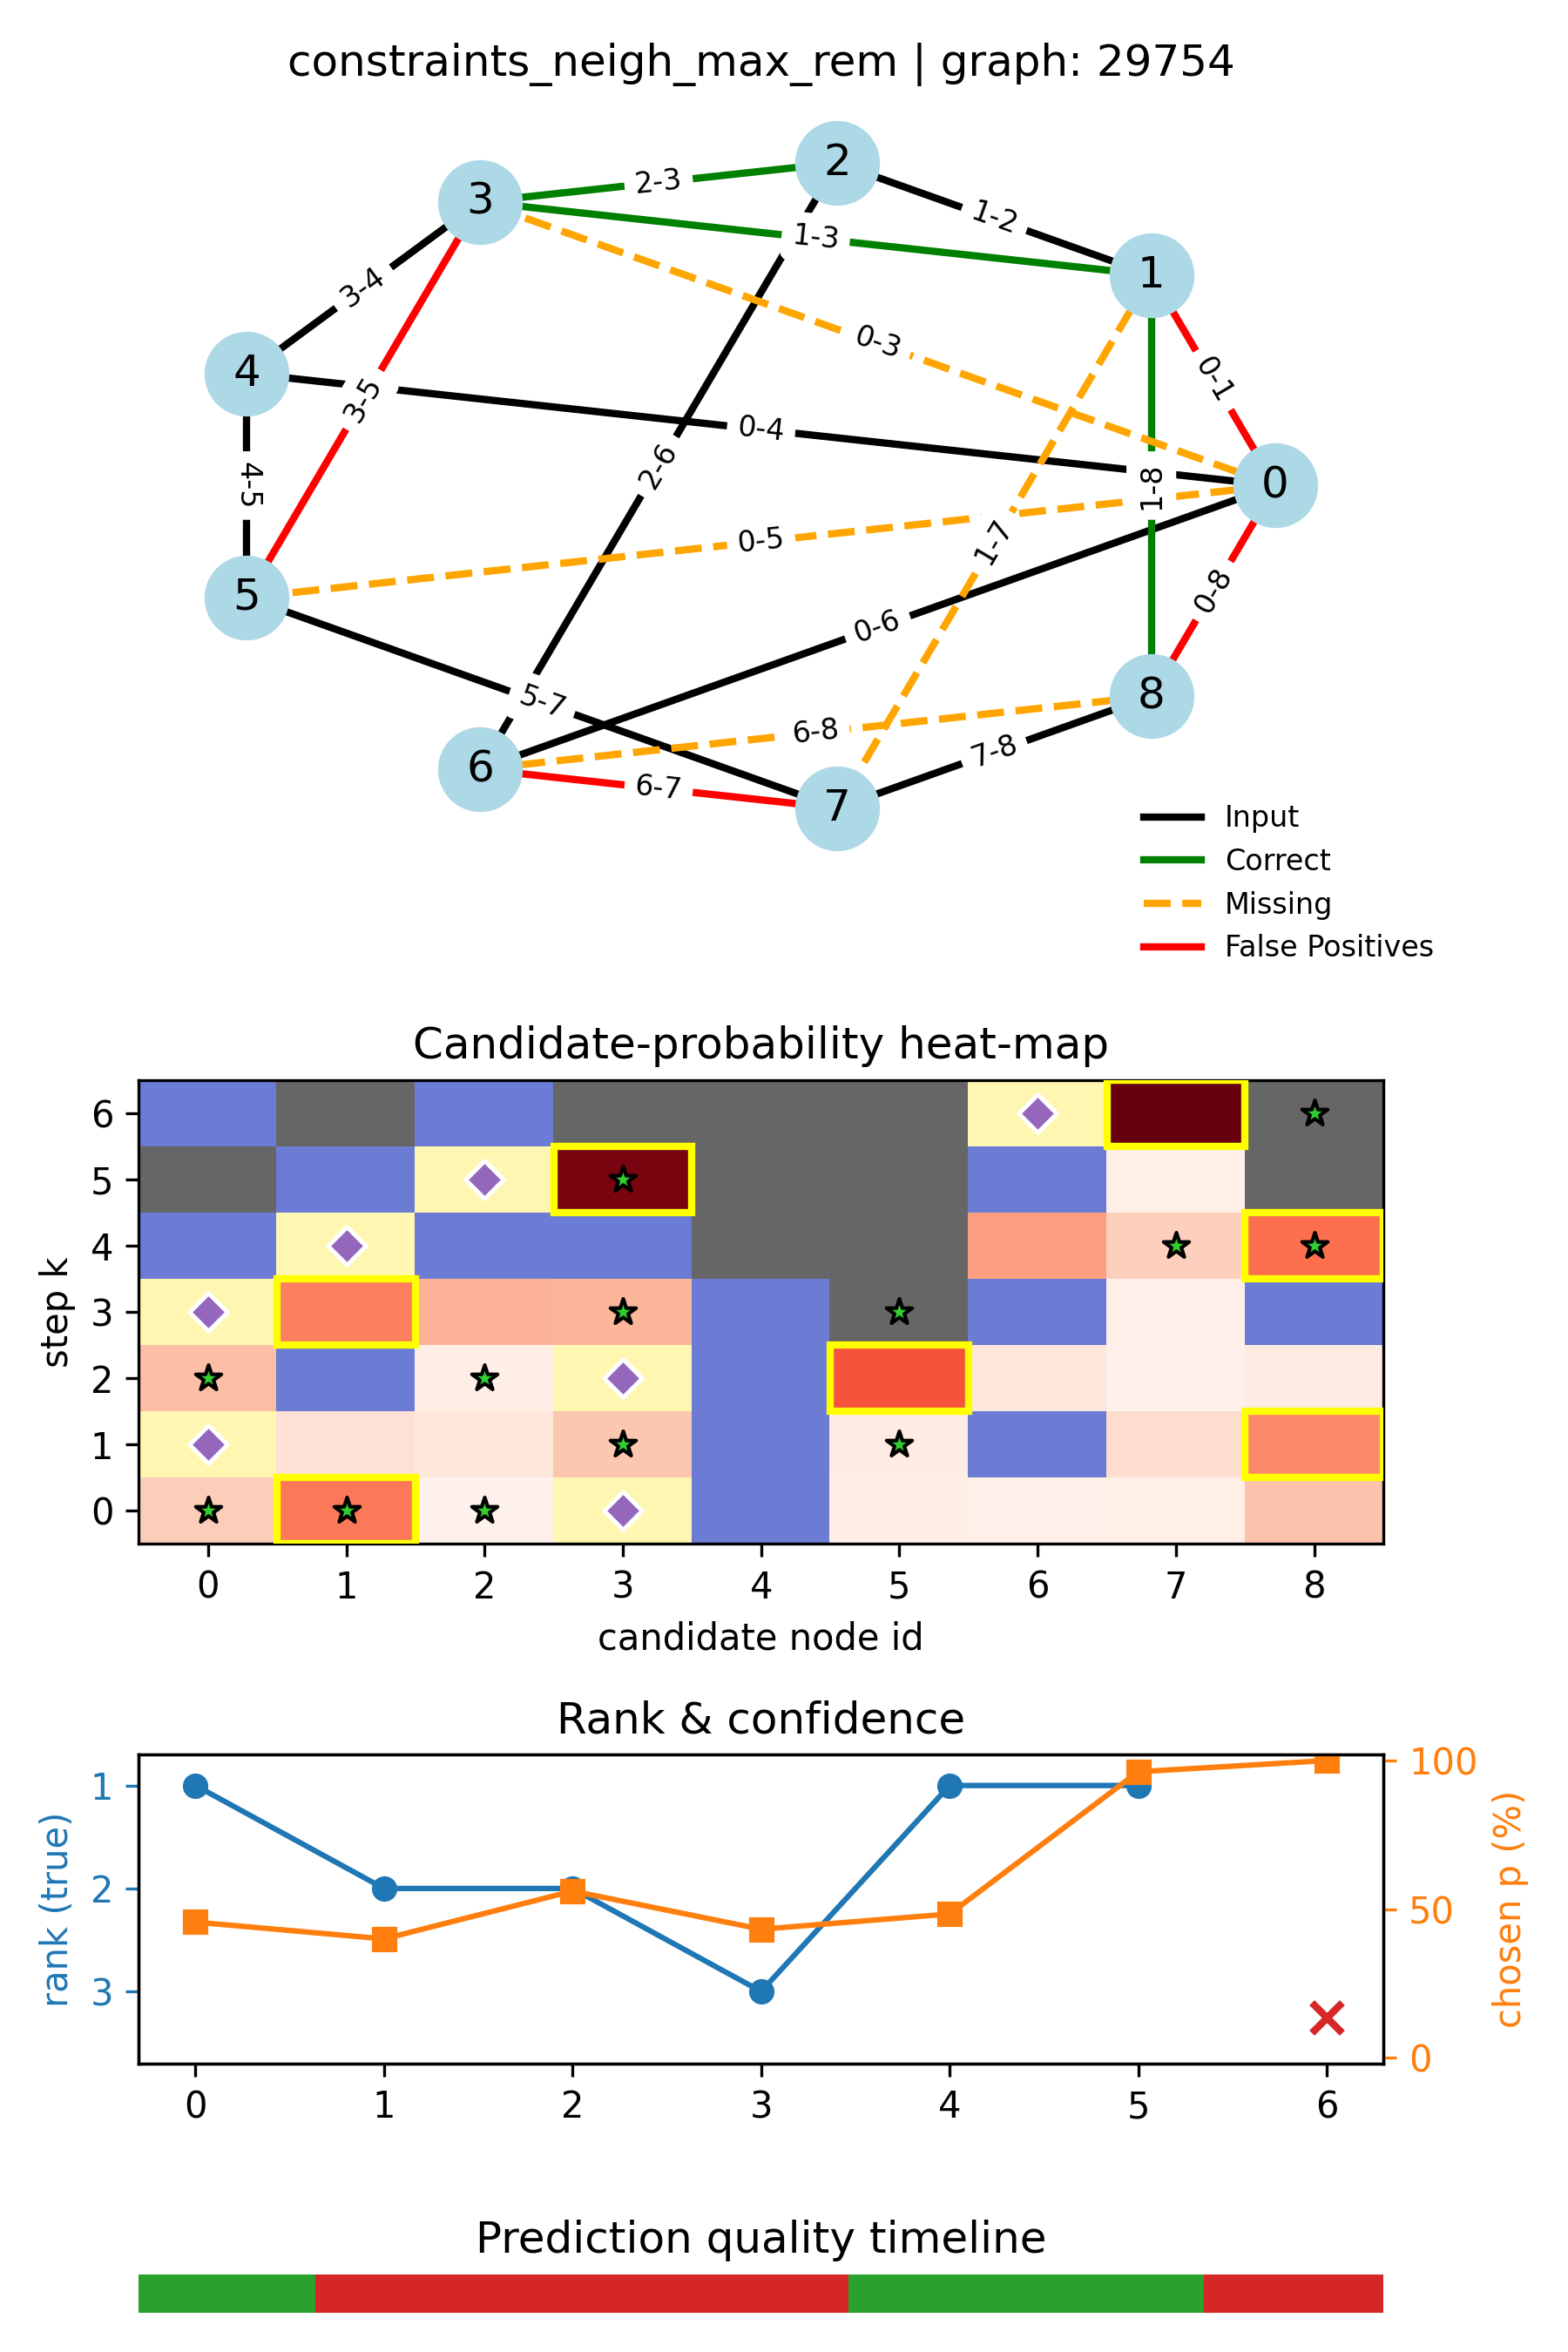 constraints_neigh_max_rem | graph: 29754
2
3
2-3
1-2
1-3
1
3-4
0-3
0-1
4
3-5
0-4
2-6
4-5
1-8
0
0-5
1-7
5
0-8
0-6
5-7
8
6-8
6
7-8
6-7
7
Input
Correct
Missing
False Positives
Candidate-probability heat-map
6
5
4
3
2
1
0
step k
0 1 2 3 4 5 6 7 8
candidate node id
Rank & confidence
1
2
3
rank (true)
100
50
0
chosen p (%)
0 1 2 3 4 5 6
Prediction quality timeline